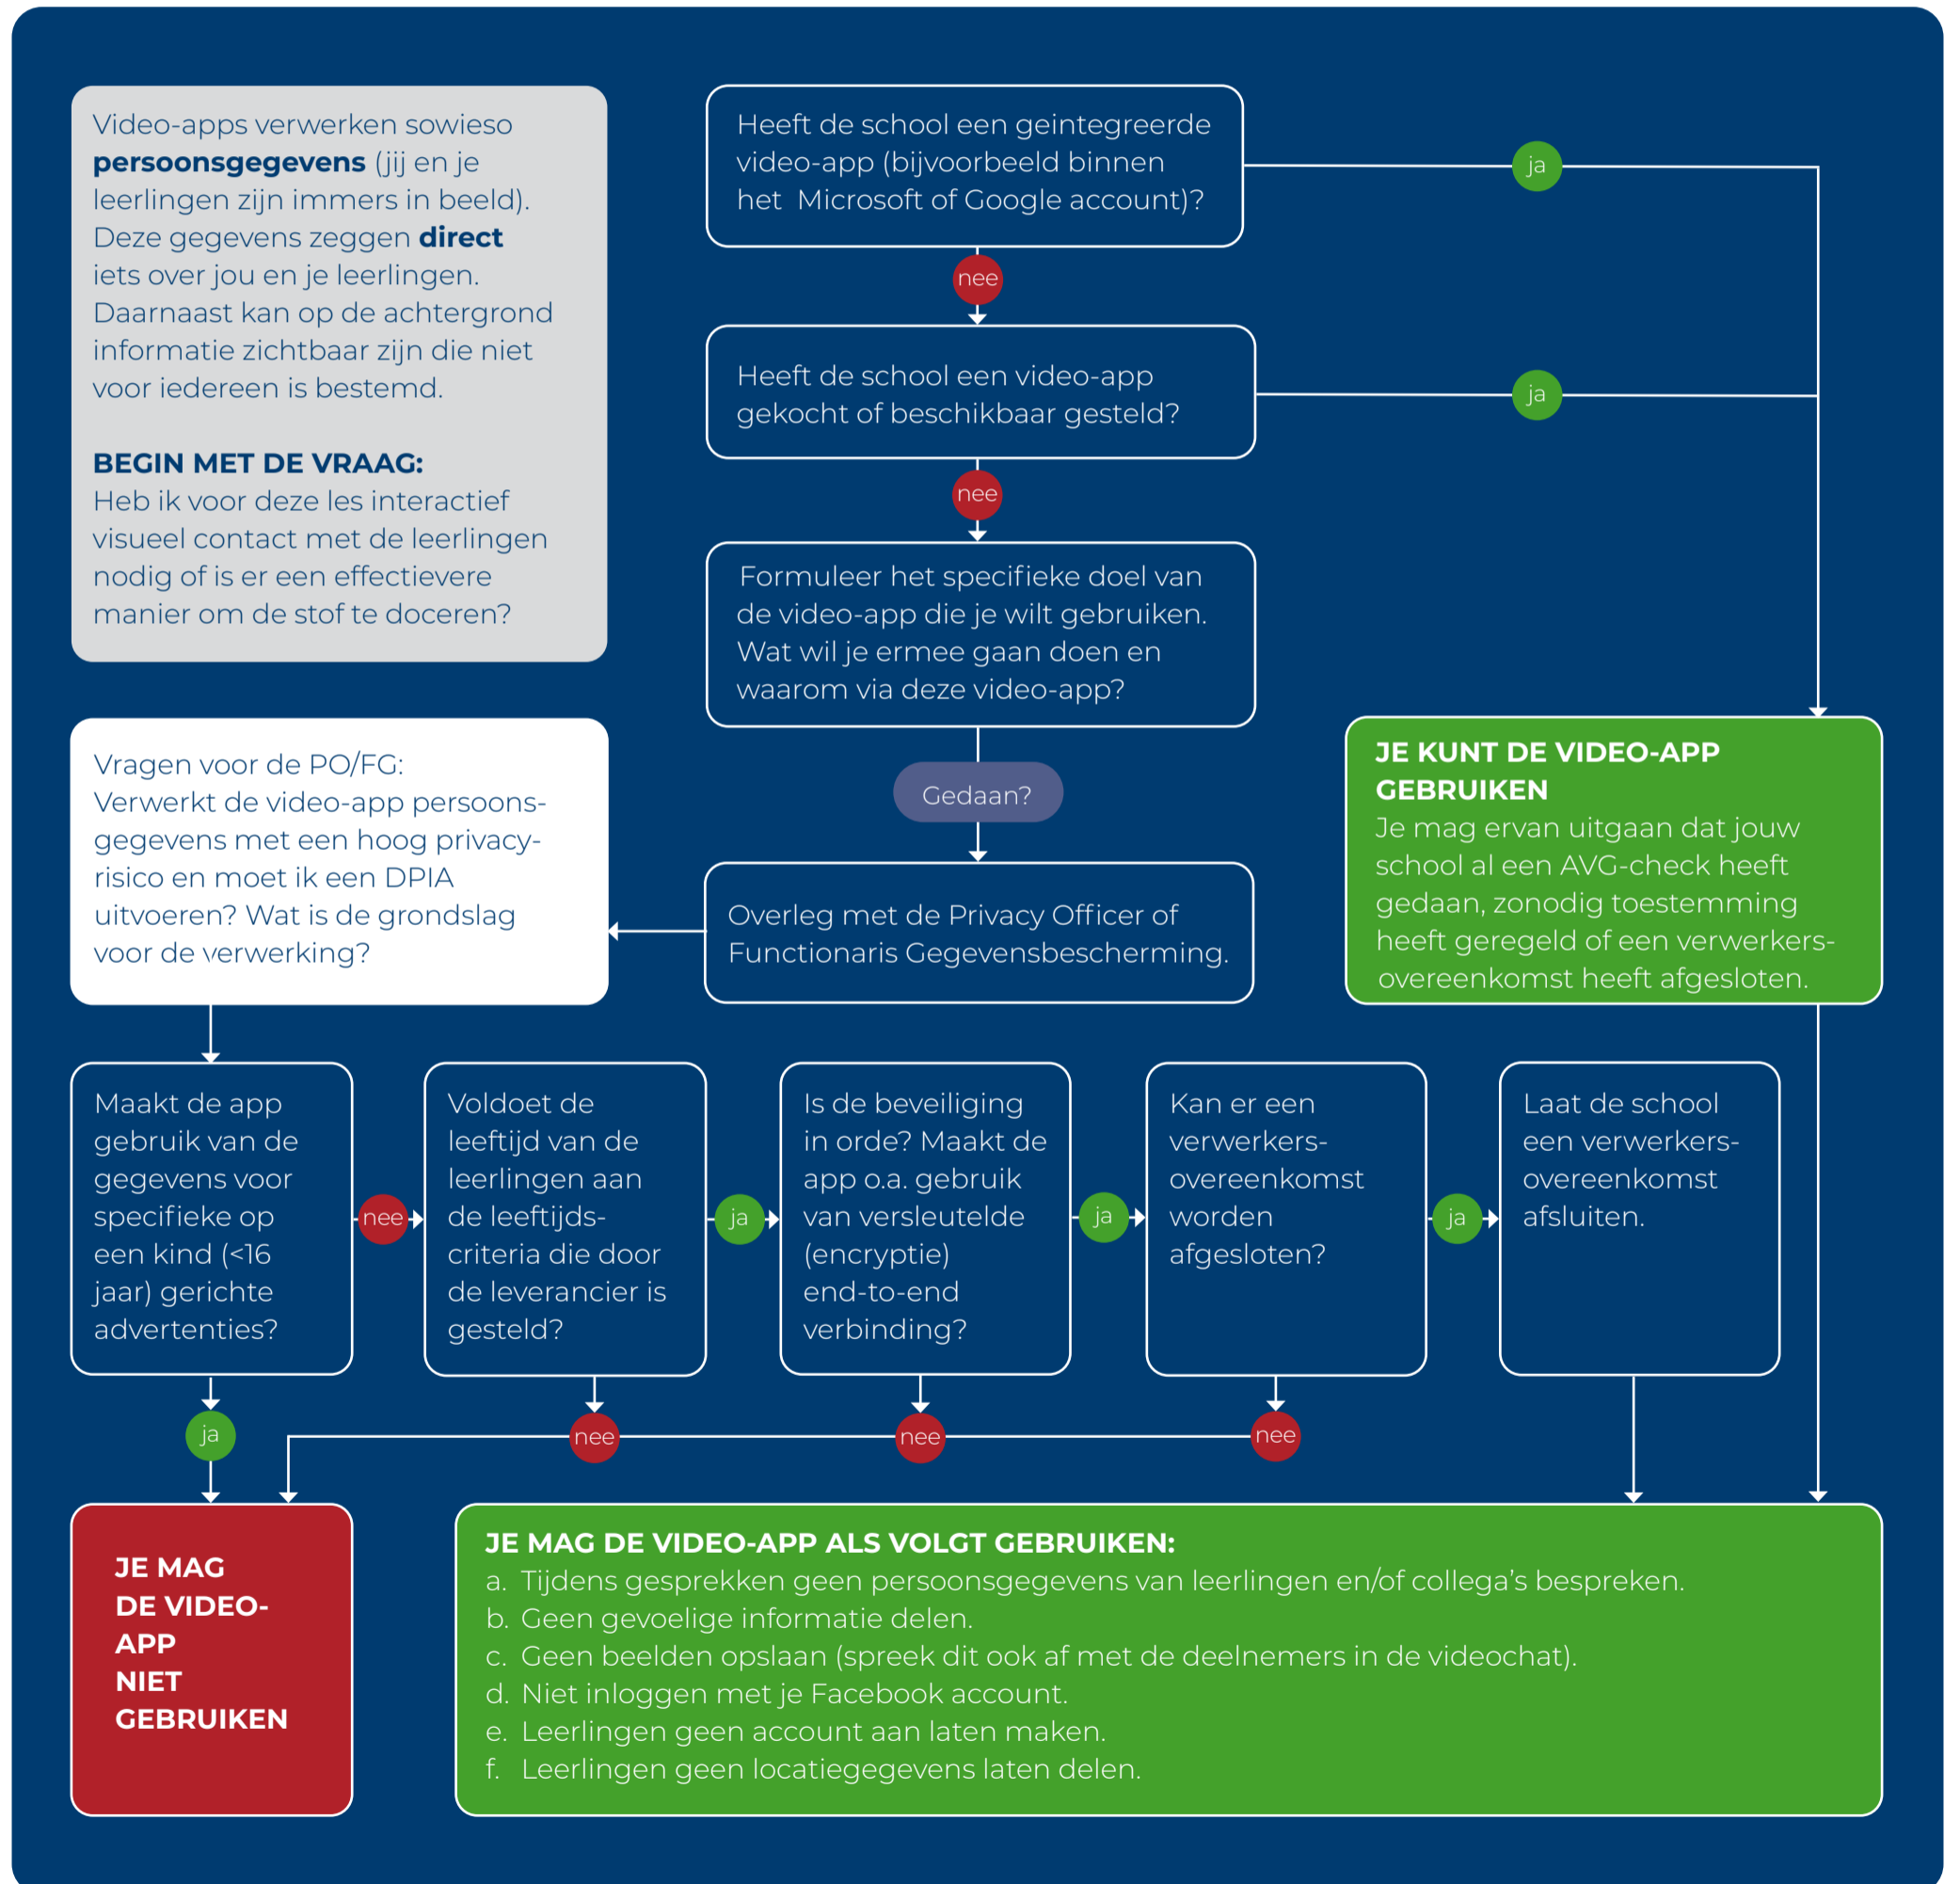 Video-apps verwerken sowieso
persoonsgegevens (jij en je
leerlingen zijn immers in beeld).
Deze gegevens zeggen direct
iets over jou en je leerlingen.
Daarnaast kan op de achtergrond
informatie zichtbaar zijn die niet
voor iedereen is bestemd.
BEGIN MET DE VRAAG:
Heb ik voor deze les interactief
visueel contact met de leerlingen
nodig of is er een effectievere
manier om de stof te doceren?
Heeft de school een geintegreerde
video-app (bijvoorbeeld binnen
het Microsoft of Google account)?
ja
nee
Heeft de school een video-app
gekocht of beschikbaar gesteld?
ja
nee
Formuleer het specifieke doel van
de video-app die je wilt gebruiken.
Wat wil je ermee gaan doen en
waarom via deze video-app?
Gedaan?
Overleg met de Privacy Officer of
Functionaris Gegevensbescherming.
Vragen voor de PO/FG:
Verwerkt de video-app persoons-
gegevens met een hoog privacy-
risico en moet ik een DPIA
uitvoeren? Wat is de grondslag
voor de verwerking?
JE KUNT DE VIDEO-APP
GEBRUIKEN
Je mag ervan uitgaan dat jouw
school al een AVG-check heeft
gedaan, zonodig toestemming
heeft geregeld of een verwerkers-
overeenkomst heeft afgesloten.
Maakt de app
gebruik van de
gegevens voor
specifieke op
een kind (<16
jaar) gerichte
advertenties?
nee
Voldoet de
leeftijd van de
leerlingen aan
de leeftijds-
criteria die door
de leverancier is
gesteld?
ja
Is de beveiliging
in orde? Maakt de
app o.a. gebruik
van versleutelde
(encryptie)
end-to-end
verbinding?
ja
Kan er een
verwerkers-
overeenkomst
worden
afgesloten?
ja
Laat de school
een verwerkers-
overeenkomst
afsluiten.
ja
nee
nee
nee
JE MAG
DE VIDEO-
APP
NIET
GEBRUIKEN
JE MAG DE VIDEO-APP ALS VOLGT GEBRUIKEN:
a. Tijdens gesprekken geen persoonsgegevens van leerlingen en/of collega's bespreken.
b. Geen gevoelige informatie delen.
c. Geen beelden opslaan (spreek dit ook af met de deelnemers in de videochat).
d. Niet inloggen met je Facebook account.
e. Leerlingen geen account aan laten maken.
f. Leerlingen geen locatiegegevens laten delen.